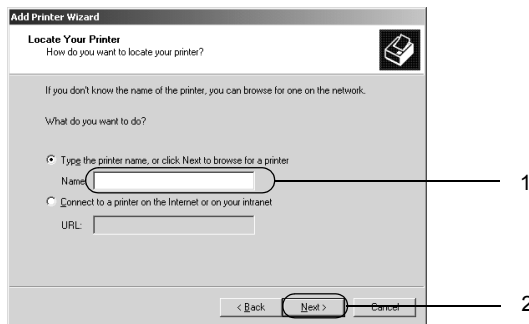 Add Printer Wizard
Locate Your Printer
How do you want to locate your printer?
If you don't know the name of the printer, you can browse for one on the network.
What do you want to do?
Type the printer name, or click Next to browse for a printer
Name
1
Connect to a printer on the Internet or on your intranet
URL:
< Back Next > Cancel
2